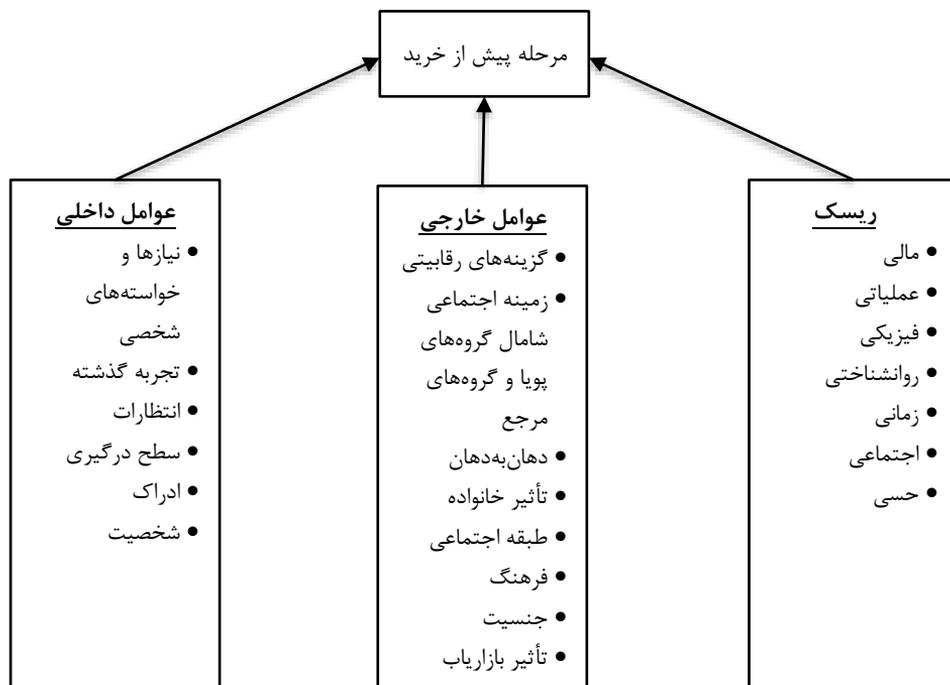 مرحله پیش از خرید
عوامل داخلی
• نیازها و
خواسته‌های
شخصی
• تجربه گذشته
• انتظارات
• سطح درگیری
• ادراک
• شخصیت
عوامل خارجی
• گزینه‌های رقابیتی
• زمینه اجتماعی
شامال گروه‌های
پویا و گروه‌های
مرجع
• دهان‌به‌دهان
• تأثیر خانواده
• طبقه اجتماعی
• فرهنگ
• جنسیت
• تأثیر بازاریاب
ریسک
• مالی
• عملیاتی
• فیزیکی
• روانشناختی
• زمانی
• اجتماعی
• حسی